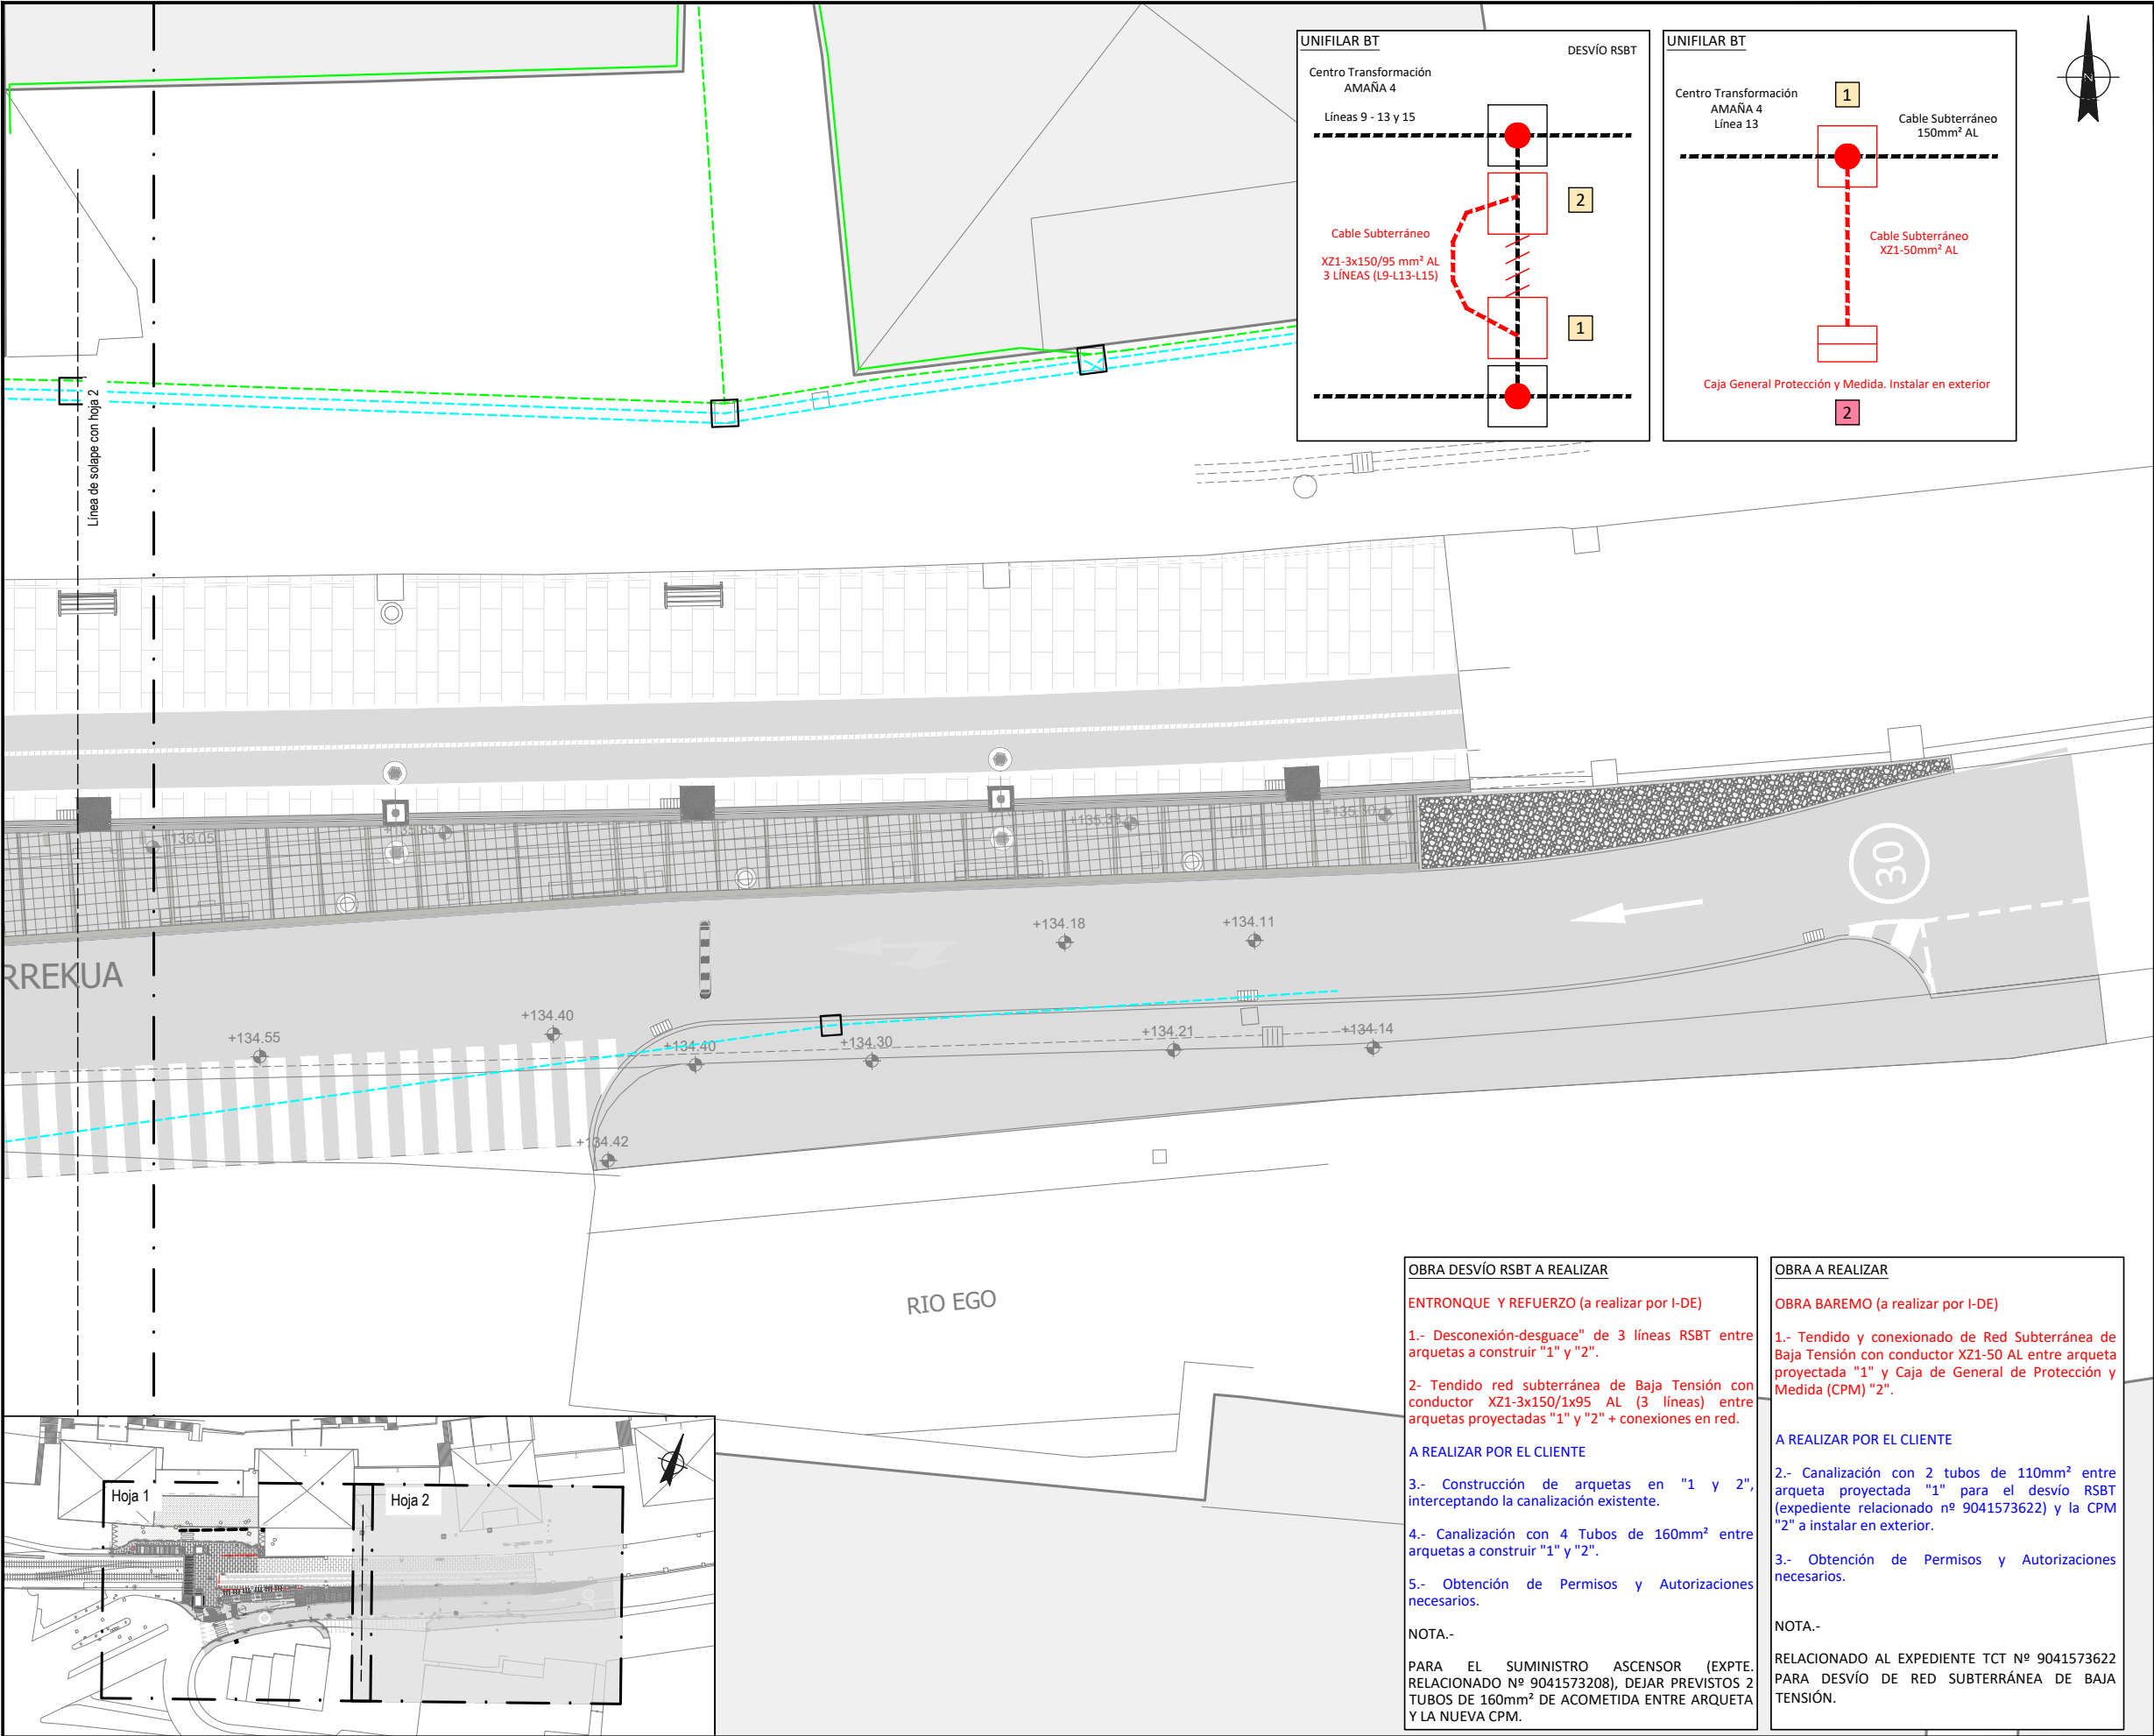 UNIFILAR BT
DESVÍO RSBT
Centro Transformación
AMAÑA 4
Líneas 9 - 13 y 15
2
Cable Subterráneo
XZ1-3x150/95 mm² AL
3 LÍNEAS (L9-L13-L15)
1
UNIFILAR BT
1
Centro Transformación
AMAÑA 4
Línea 13
Cable Subterráneo
150mm² AL
Cable Subterráneo
XZ1-50mm² AL
Caja General Protección y Medida. Instalar en exterior
2
N
Línea de solape con hoja 2
+136.05
+135.85
+135.10
30
+134.18
+134.11
RREKUA
+134.55
+134.40
+134.40
+134.30
+134.21
+134.14
+134.42
RIO EGO
Hoja 1
Hoja 2
OBRA DESVÍO RSBT A REALIZAR
ENTRONQUE Y REFUERZO (a realizar por I-DE)
1.- Desconexión-desguace" de 3 líneas RSBT entre
arquetas a construir "1" y "2".
2- Tendido red subterránea de Baja Tensión con
conductor XZ1-3x150/1x95 AL (3 líneas) entre
arquetas proyectadas "1" y "2" + conexiones en red.
A REALIZAR POR EL CLIENTE
3.- Construcción de arquetas en "1 y 2",
interceptando la canalización existente.
4.- Canalización con 4 Tubos de 160mm² entre
arquetas a construir "1" y "2".
5.- Obtención de Permisos y Autorizaciones
necesarios.
NOTA.-
PARA EL SUMINISTRO ASCENSOR (EXPTE.
RELACIONADO Nº 9041573208), DEJAR PREVISTOS 2
TUBOS DE 160mm² DE ACOMETIDA ENTRE ARQUETA
Y LA NUEVA CPM.
OBRA A REALIZAR
OBRA BAREMO (a realizar por I-DE)
1.- Tendido y conexionado de Red Subterránea de
Baja Tensión con conductor XZ1-50 AL entre arqueta
proyectada "1" y Caja de General de Protección y
Medida (CPM) "2".
A REALIZAR POR EL CLIENTE
2.- Canalización con 2 tubos de 110mm² entre
arqueta proyectada "1" para el desvío RSBT
(expediente relacionado nº 9041573622) y la CPM
"2" a instalar en exterior.
3.- Obtención de Permisos y Autorizaciones
necesarios.
NOTA.-
RELACIONADO AL EXPEDIENTE TCT Nº 9041573622
PARA DESVÍO DE RED SUBTERRÁNEA DE BAJA
TENSIÓN.